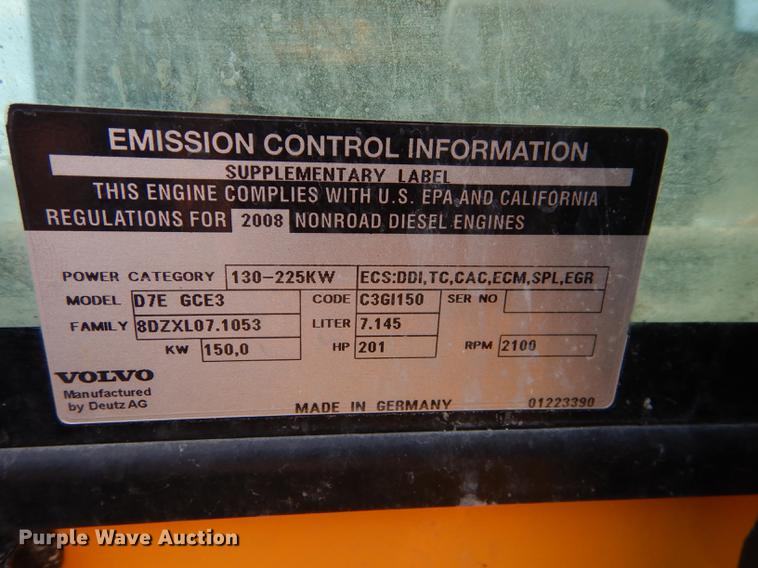 EMISSION CONTROL INFORMATION
SUPPLEMENTARY LABEL
THIS ENGINE COMPLIES WITH U.S. EPA AND CALIFORNIA
REGULATIONS FOR 2008 NONROAD DIESEL ENGINES
POWER CATEGORY 130-225KW ECS:DDI,TC,CAC,ECM,SPL,EGR
MODEL D7E GCE3 CODE C3GI150 SER NO
FAMILY 8DZXL07.1053 LITER 7.145
KW 150,0 HP 201 RPM 2100
VOLVO
Manufactured
by Deutz AG
MADE IN GERMANY 01223390
Purple Wave Auction